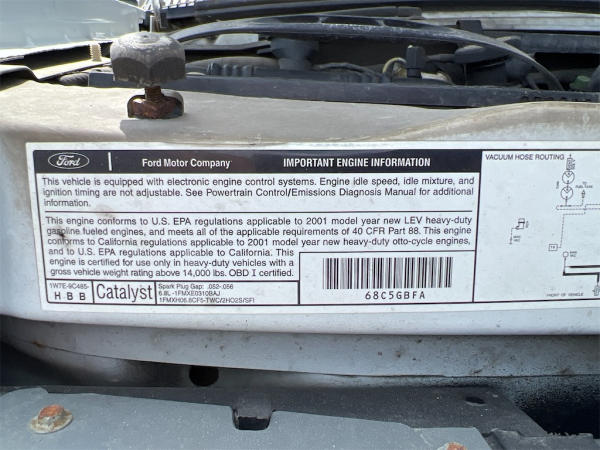 Ford
Ford Motor Company
IMPORTANT ENGINE INFORMATION
This vehicle is equipped with electronic engine control systems. Engine idle speed, idle mixture, and
ignition timing are not adjustable. See Powertrain Control/Emissions Diagnosis Manual for additional
information.
This engine conforms to U.S. EPA regulations applicable to 2001 model year new LEV heavy-duty
gasoline fueled engines, and meets all of the applicable requirements of 40 CFR Part 88. This engine
conforms to California regulations applicable to 2001 model year new heavy-duty otto-cycle engines,
and to U.S. EPA regulations applicable to California. This
engine is certified for use only in heavy-duty vehicles with a
gross vehicle weight rating above 14,000 lbs. OBD I certified.
1W7E-9C485-
H B B
Catalyst
Spark Plug Gap: .052-.056
6.8L -1FMXE0310BAJ
1FMXH06.8CF5-TWC/2HO2S/SFI
68C5GBFA
VACUUM HOSE ROUTING
FRONT OF VEHICLE